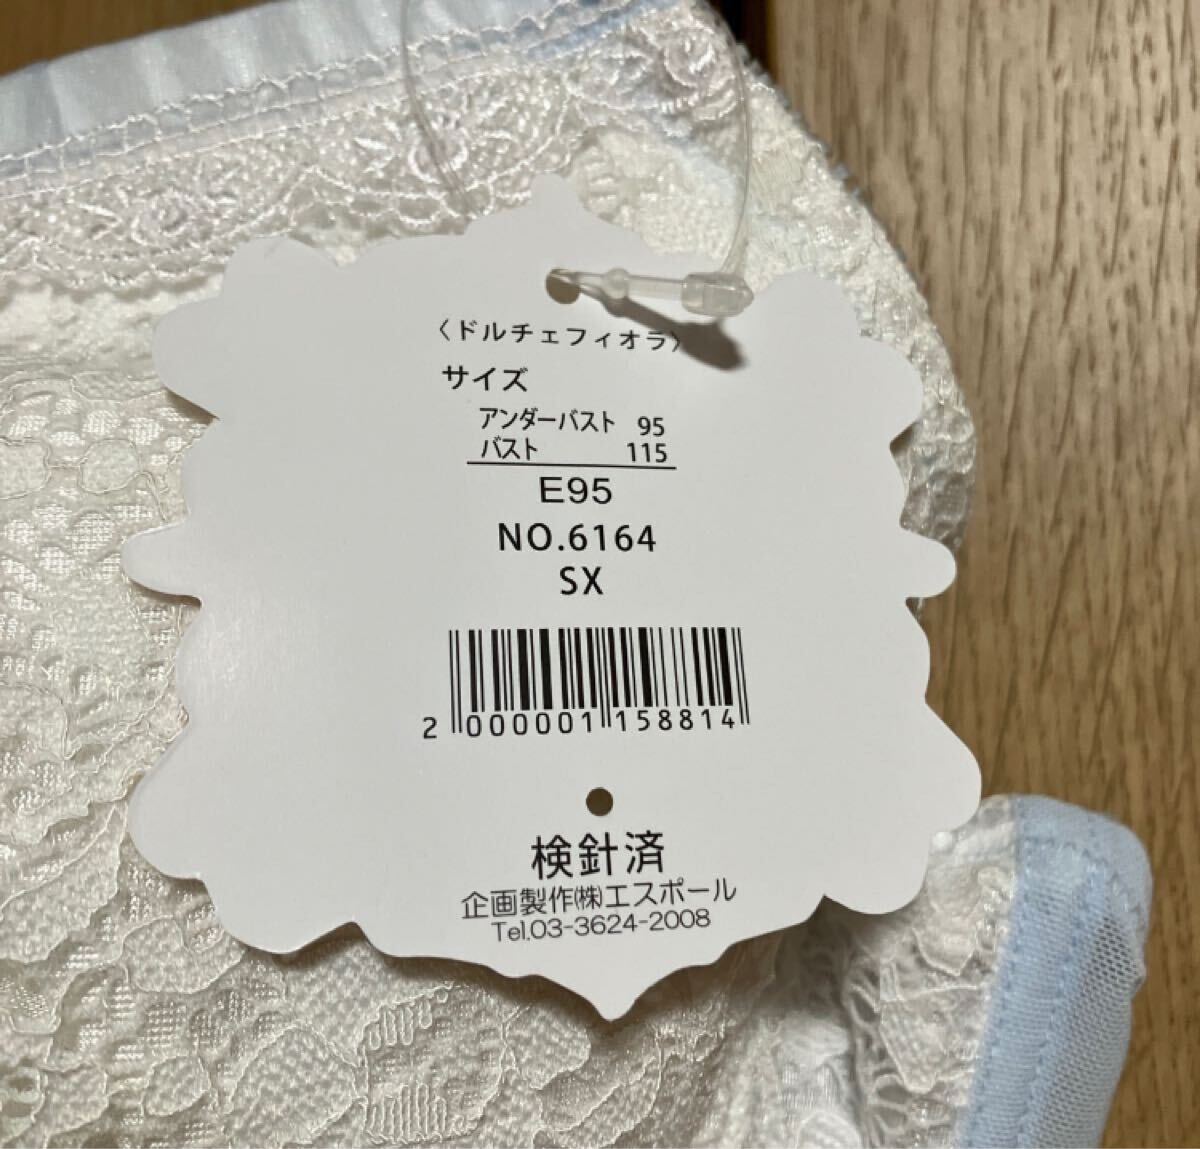 〈ドルチェフィオラ〉
サイズ
アンダーバスト 95
バスト 115
E95
NO.6164
SX
2 000001 158814
検針済
企画製作㈱エスポール
Tel.03-3624-2008